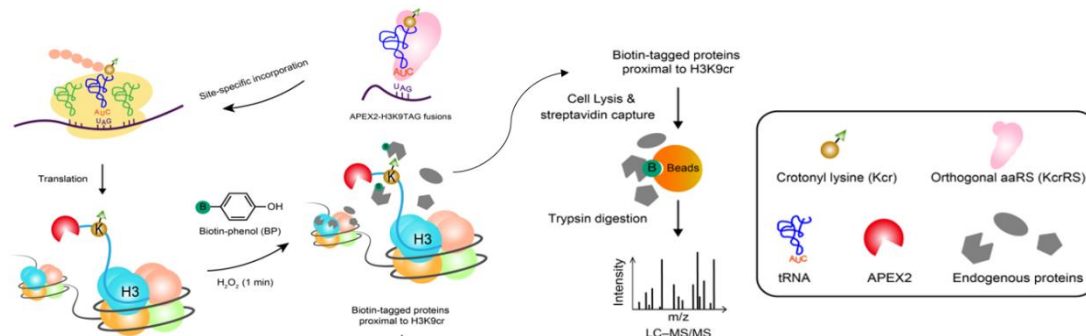 Site-specific incorporation
AUC
UAG
AUC
UAG
APEX2-H3K9TAG fusions
Translation
K
H3
B
OH
Biotin-phenol (BP)
H₂O₂ (1 min)
B
K
B
H3
Biotin-tagged proteins
proximal to H3K9cr
Biotin-tagged proteins
proximal to H3K9cr
Cell Lysis &
streptavidin capture
B
Beads
Trypsin digestion
Intensity
m/z
LC–MS/MS
Crotonyl lysine (Kcr)
Orthogonal aaRS (KcrRS)
AUC
tRNA
APEX2
Endogenous proteins